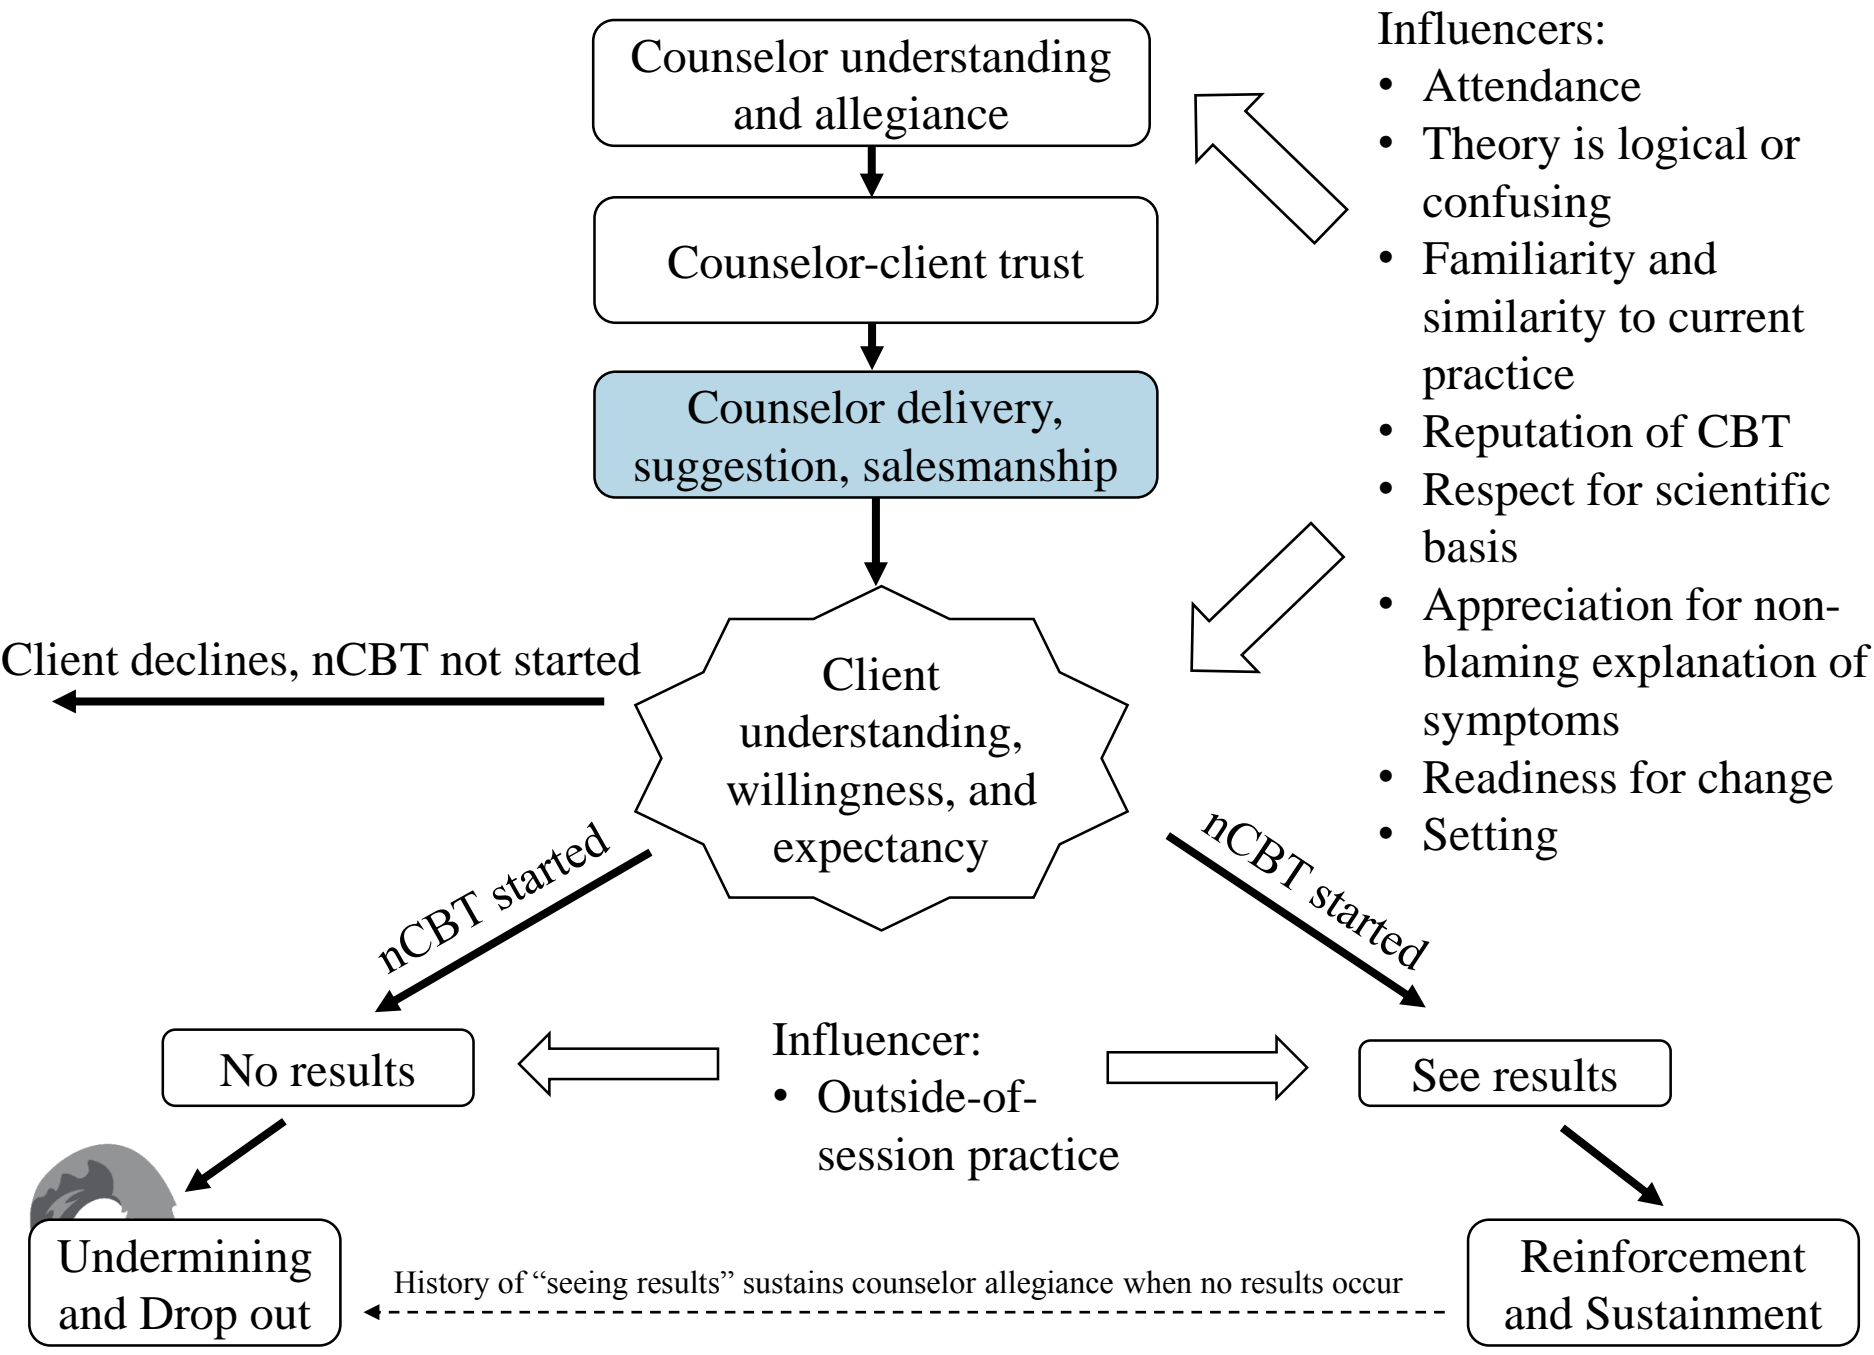 Counselor understanding
and allegiance
Influencers:
• Attendance
• Theory is logical or
confusing
• Familiarity and
similarity to current
practice
• Reputation of CBT
• Respect for scientific
basis
• Appreciation for non-
blaming explanation of
symptoms
• Readiness for change
• Setting
Counselor-client trust
Counselor delivery,
suggestion, salesmanship
Client declines, nCBT not started
Client
understanding,
willingness, and
expectancy
nCBT started
nCBT started
No results
Influencer:
• Outside-of-
session practice
See results
Undermining
and Drop out
History of “seeing results” sustains counselor allegiance when no results occur
Reinforcement
and Sustainment